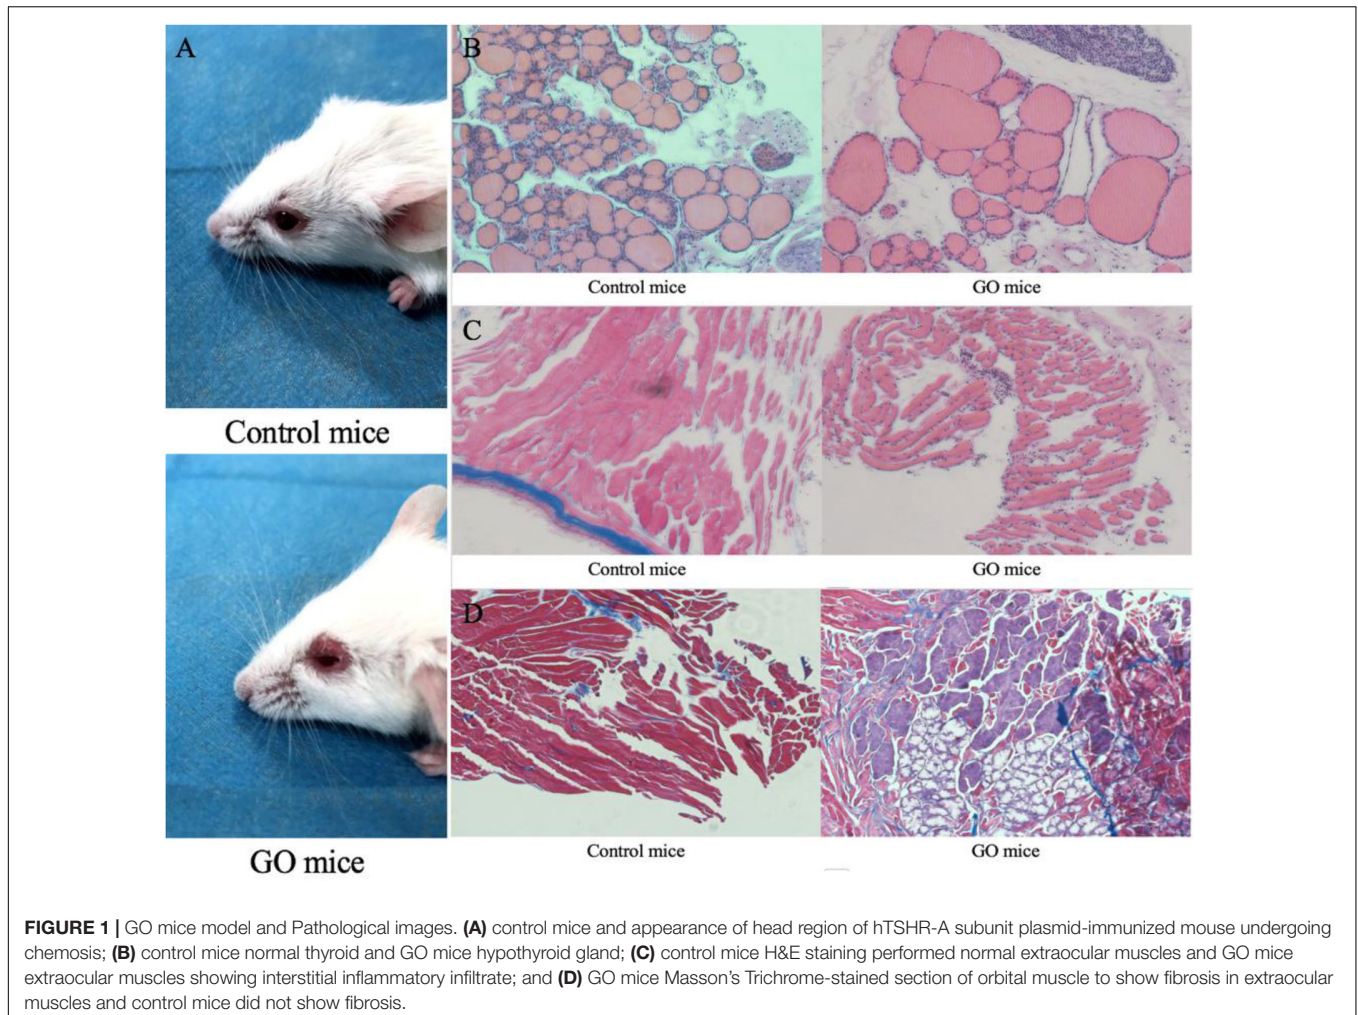 A
Control mice
GO mice
B
Control mice
GO mice
C
Control mice
GO mice
D
Control mice
GO mice
FIGURE 1 | GO mice model and Pathological images. (A) control mice and appearance of head region of hTSHR-A subunit plasmid-immunized mouse undergoing
chemosis; (B) control mice normal thyroid and GO mice hypothyroid gland; (C) control mice H&E staining performed normal extraocular muscles and GO mice
extraocular muscles showing interstitial inflammatory infiltrate; and (D) GO mice Masson's Trichrome-stained section of orbital muscle to show fibrosis in extraocular
muscles and control mice did not show fibrosis.